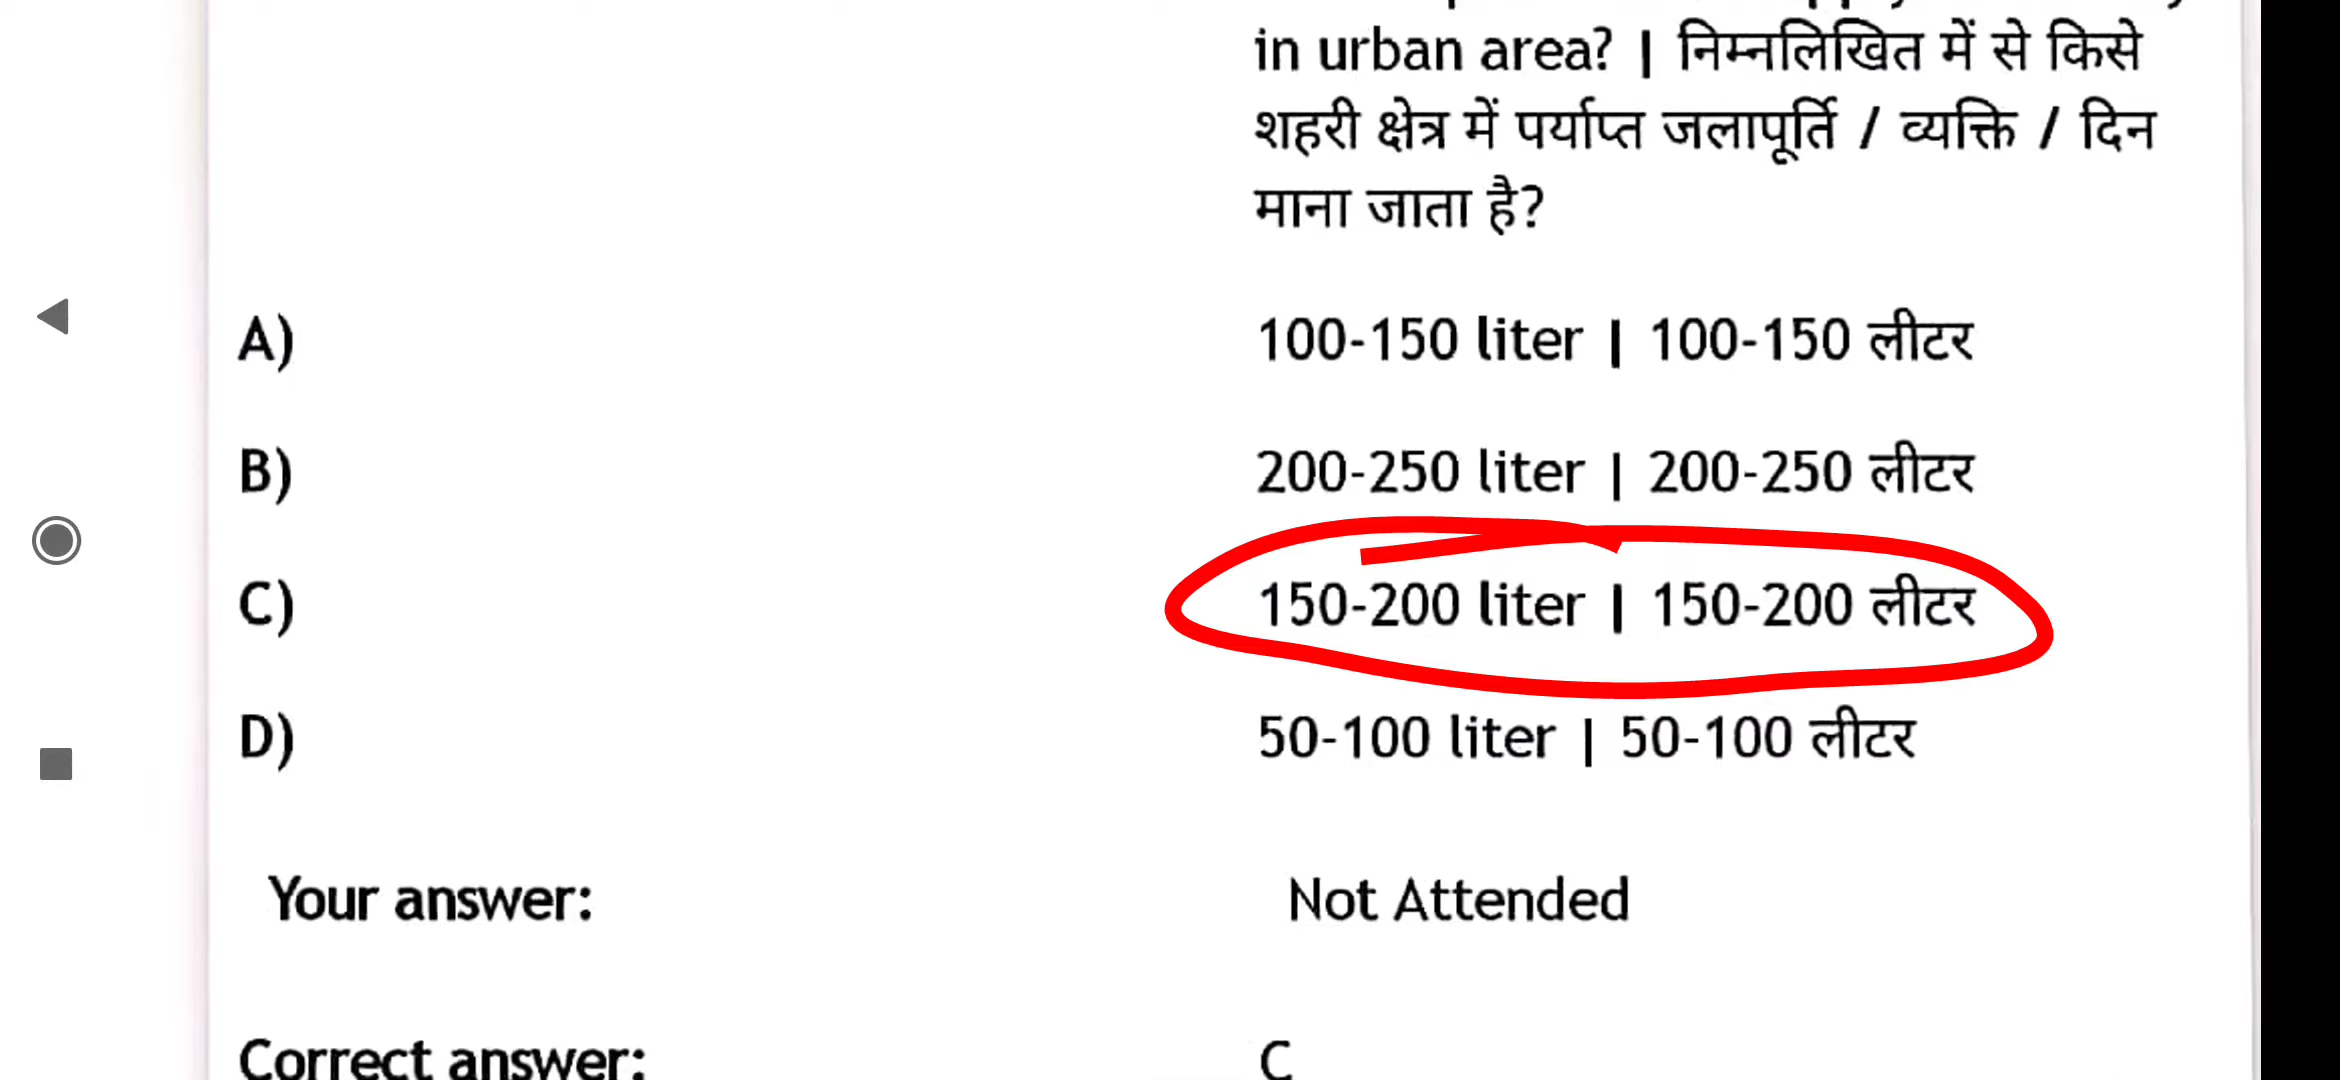 in urban area? | निम्नलिखित में से किसे
शहरी क्षेत्र में पर्याप्त जलापूर्ति / व्यक्ति / दिन
माना जाता है?
A) 100-150 liter | 100-150 लीटर
B) 200-250 liter | 200-250 लीटर
C) 150-200 liter | 150-200 लीटर
D) 50-100 liter | 50-100 लीटर
Your answer: Not Attended
Correct answer: C